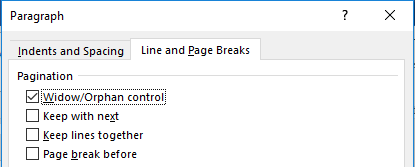 Paragraph ? ×
Indents and Spacing Line and Page Breaks
Pagination
Widow/Orphan control
Keep with next
Keep lines together
Page break before